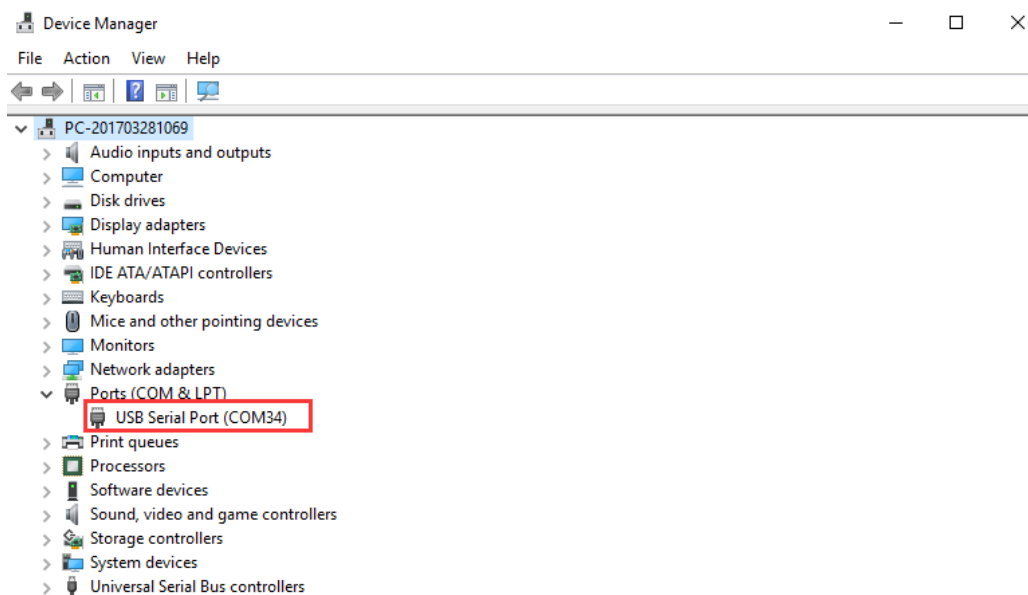 Device Manager
File Action View Help
PC-201703281069
Audio inputs and outputs
Computer
Disk drives
Display adapters
Human Interface Devices
IDE ATA/ATAPI controllers
Keyboards
Mice and other pointing devices
Monitors
Network adapters
Ports (COM & LPT)
USB Serial Port (COM34)
Print queues
Processors
Software devices
Sound, video and game controllers
Storage controllers
System devices
Universal Serial Bus controllers